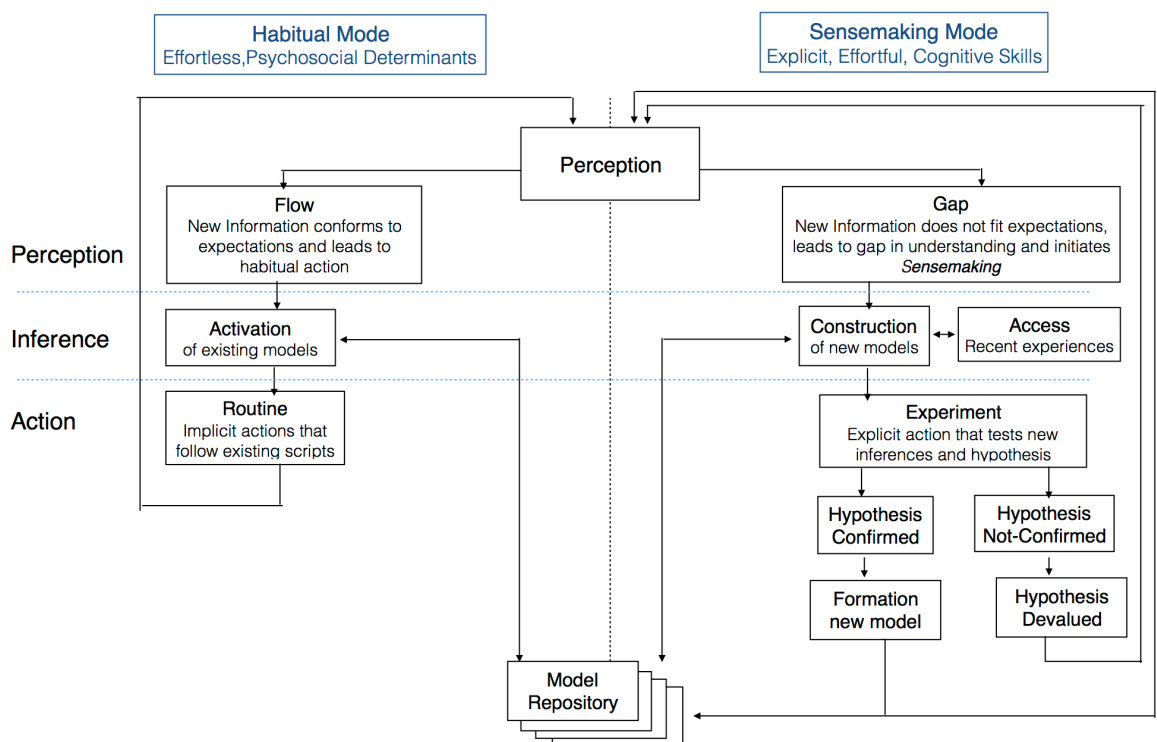 Habitual Mode
Effortless,Psychosocial Determinants
Sensemaking Mode
Explicit, Effortful, Cognitive Skills
Perception
Perception
Flow
New Information conforms to
expectations and leads to
habitual action
Gap
New Information does not fit expectations,
leads to gap in understanding and initiates
Sensemaking
Inference
Activation
of existing models
Construction
of new models
Access
Recent experiences
Action
Routine
Implicit actions that
follow existing scripts
Experiment
Explicit action that tests new
inferences and hypothesis
Hypothesis
Confirmed
Hypothesis
Not-Confirmed
Formation
new model
Hypothesis
Devalued
Model
Repository